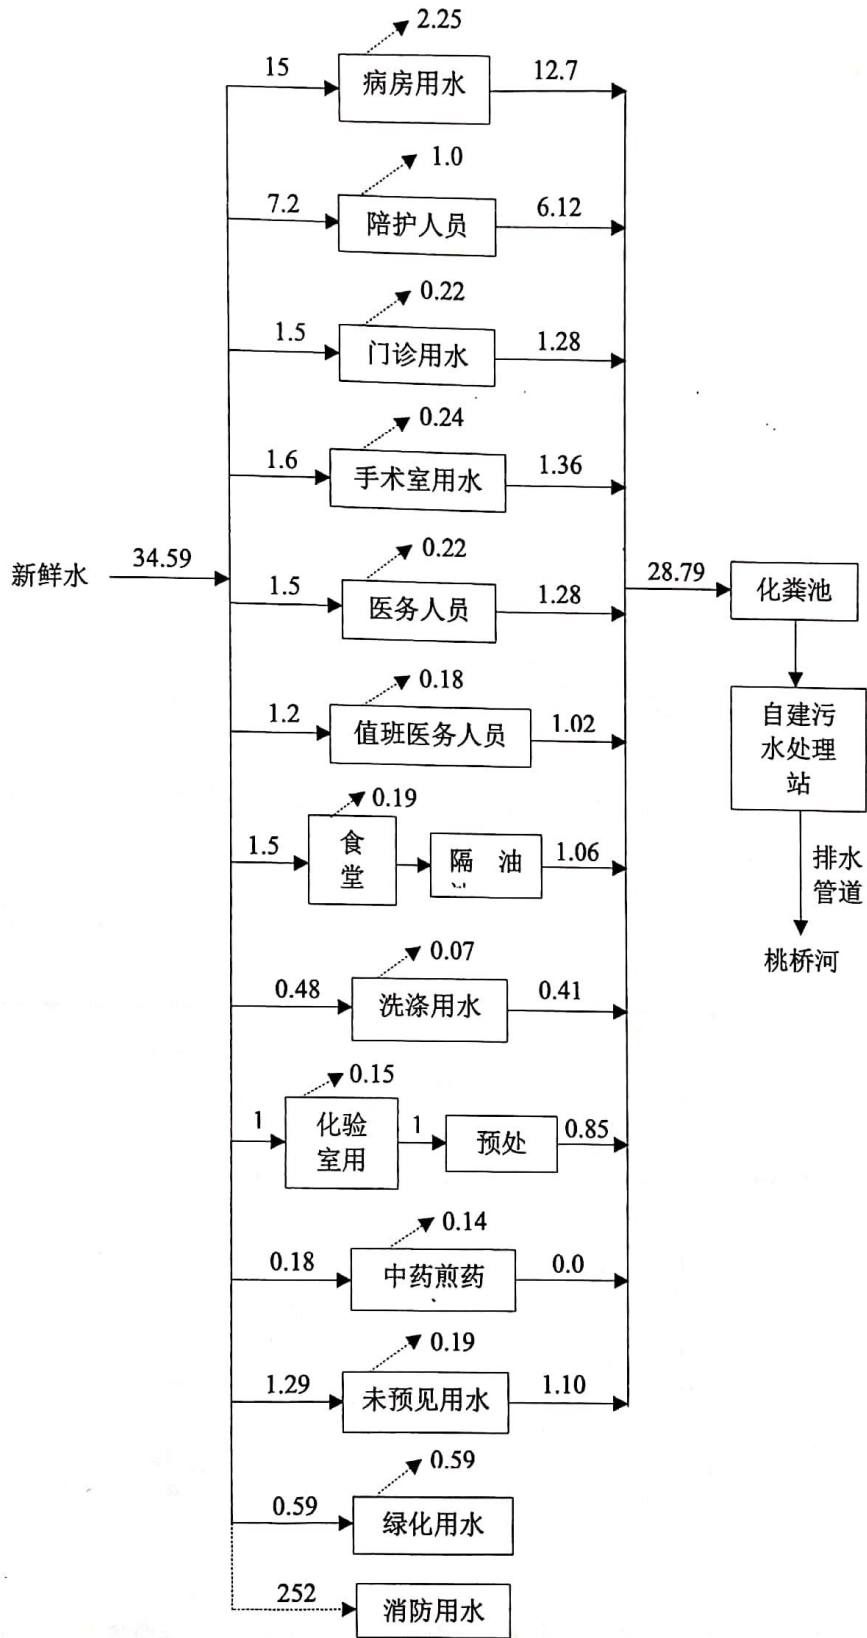 2.25
15
病房用水
12.7
1.0
7.2
陪护人员
6.12
0.22
1.5
门诊用水
1.28
0.24
1.6
手术室用水
1.36
新鲜水
34.59
0.22
1.5
医务人员
1.28
28.79
化粪池
0.18
1.2
值班医务人员
1.02
自建污
水处理
站
0.19
1.5
食
堂
隔 油
1.06
排水
管道
桃桥河
0.07
0.48
洗涤用水
0.41
0.15
1
化验
室用
1
预处
0.85
0.14
0.18
中药煎药
0.0
0.19
1.29
未预见用水
1.10
0.59
0.59
绿化用水
252
消防用水